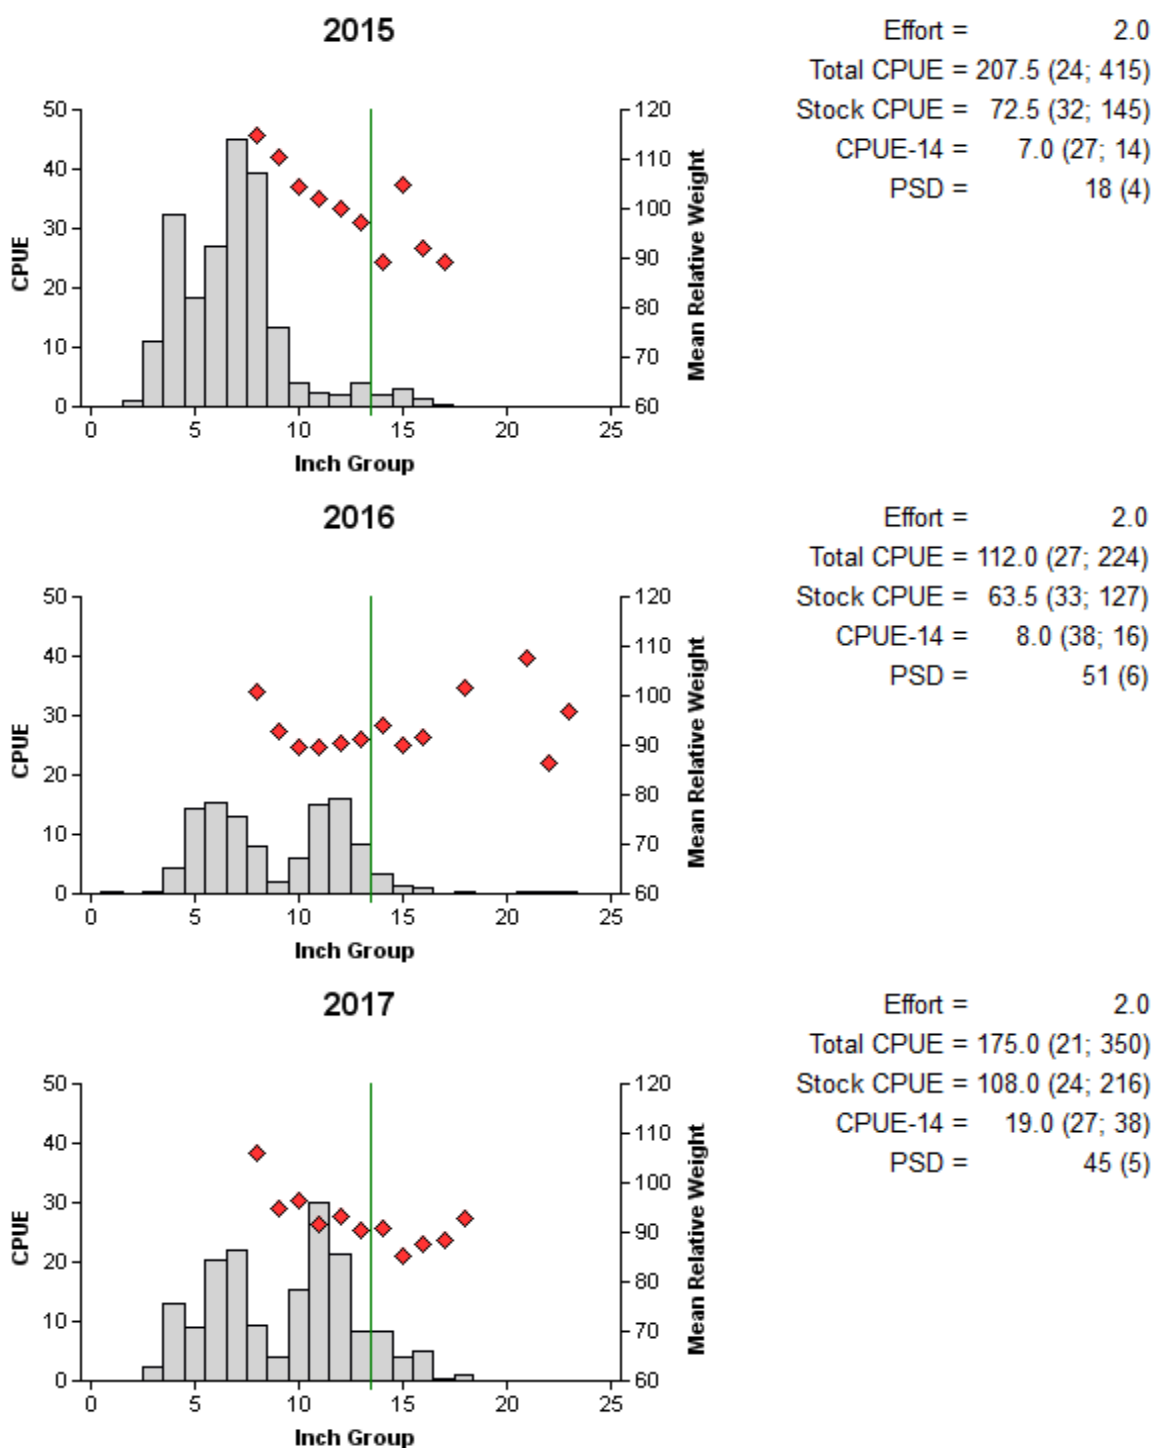 2015
Effort = 2.0
Total CPUE = 207.5 (24; 415)
Stock CPUE = 72.5 (32; 145)
CPUE-14 = 7.0 (27; 14)
PSD = 18 (4)
50
40
30
20
10
0
CPUE
120
110
100
90
80
70
60
Mean Relative Weight
0 5 10 15 20 25
Inch Group
2016
Effort = 2.0
Total CPUE = 112.0 (27; 224)
Stock CPUE = 63.5 (33; 127)
CPUE-14 = 8.0 (38; 16)
PSD = 51 (6)
50
40
30
20
10
0
CPUE
120
110
100
90
80
70
60
Mean Relative Weight
0 5 10 15 20 25
Inch Group
2017
Effort = 2.0
Total CPUE = 175.0 (21; 350)
Stock CPUE = 108.0 (24; 216)
CPUE-14 = 19.0 (27; 38)
PSD = 45 (5)
50
40
30
20
10
0
CPUE
120
110
100
90
80
70
60
Mean Relative Weight
0 5 10 15 20 25
Inch Group